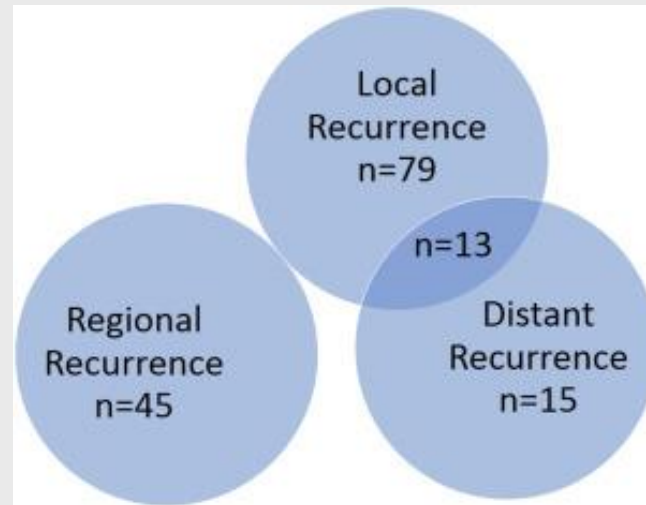 Local
Recurrence
n=79
n=13
Regional
Recurrence
n=45
Distant
Recurrence
n=15